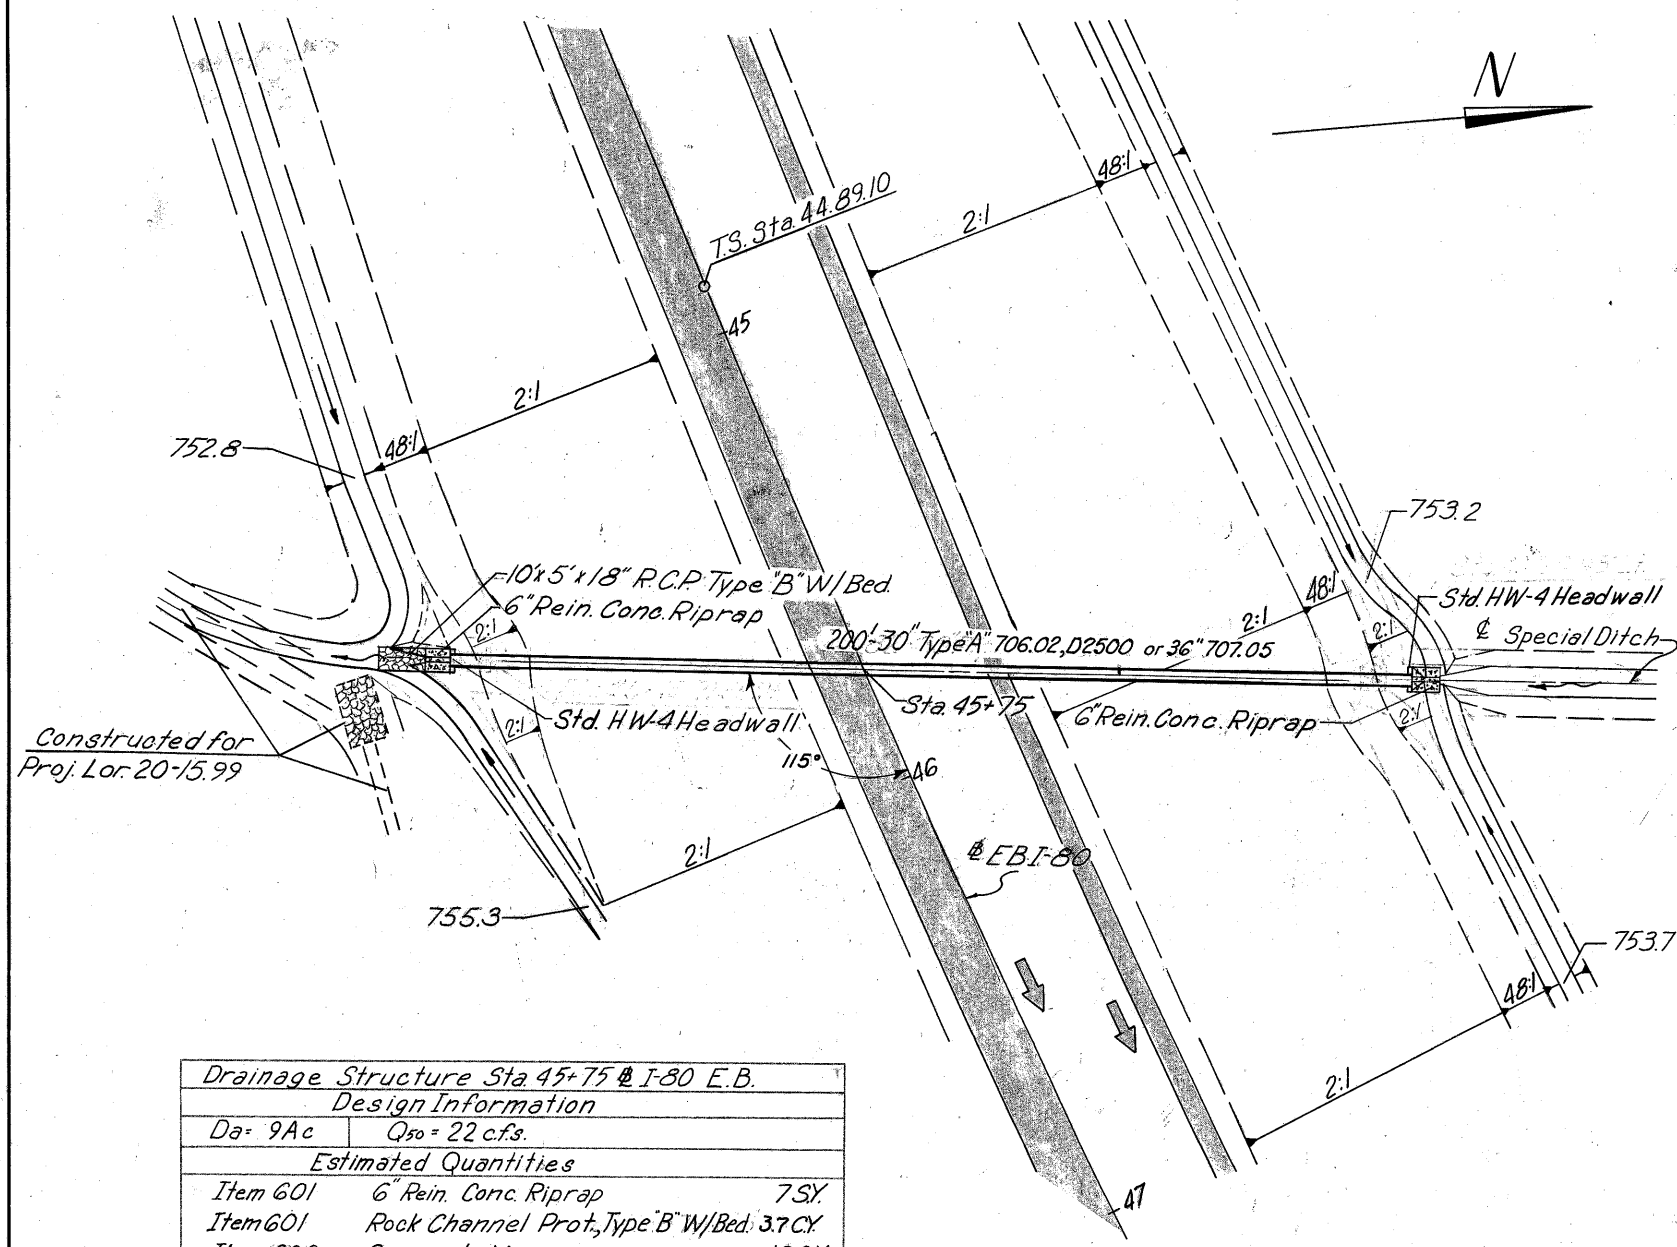 N
48:1
2:1
T.S. Sta. 44.89.10
45
2:1
48:1
752.8
753.2
10'x5'x18" R.C.P. Type "B" W/Bed.
6" Rein. Conc. Riprap
48:1
2:1
2:1
2:1
Std. HW-4 Headwall
℄ Special Ditch
200'-30" Type "A" 706.02, D2500 or 36" 707.05
Sta. 45+75
Std. HW-4 Headwall
6" Rein. Conc. Riprap
2:1
2:1
Constructed for
Proj. Lor. 20-15.99
115°
46
2:1
℄ E.B. I-80
755.3
753.7
48:1
2:1
47
Drainage Structure Sta. 45+75 ℄ I-80 E.B.
Design Information
Da= 9Ac Q50 = 22 c.f.s.
Estimated Quantities
Item 601 6" Rein. Conc. Riprap 7 S.Y.
Item 601 Rock Channel Prot., Type "B" W/Bed. 3.7 C.Y.